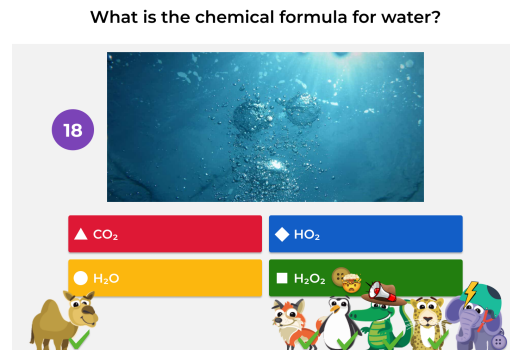 What is the chemical formula for water?
18
CO₂
HO₂
H₂O
H₂O₂